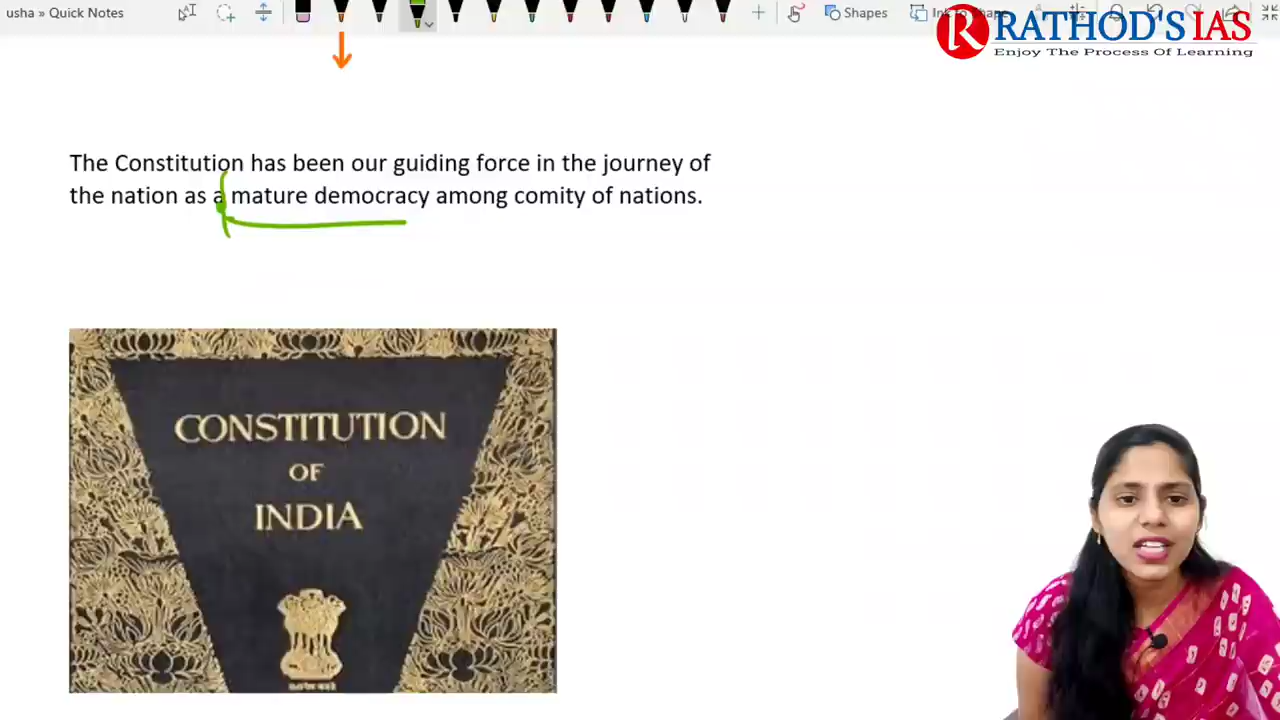 usha » Quick Notes
Shapes
RATHOD'S IAS
Enjoy The Process Of Learning
The Constitution has been our guiding force in the journey of
the nation as a mature democracy among comity of nations.
CONSTITUTION
OF
INDIA